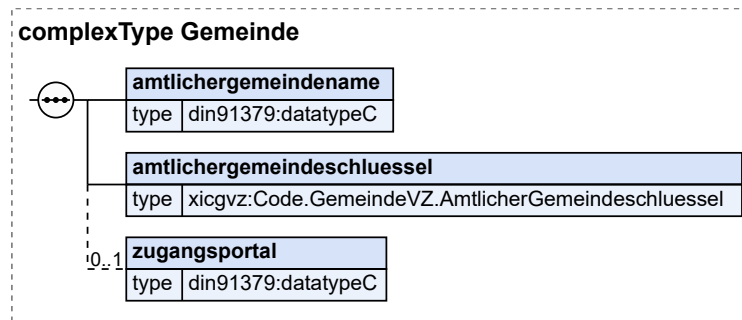 complexType Gemeinde
amtlichergemeindename
type din91379:datatypeC
amtlichergemeindeschluessel
type xicgvz:Code.GemeindeVZ.AmtlicherGemeindeschluessel
0..1 zugangsportal
type din91379:datatypeC